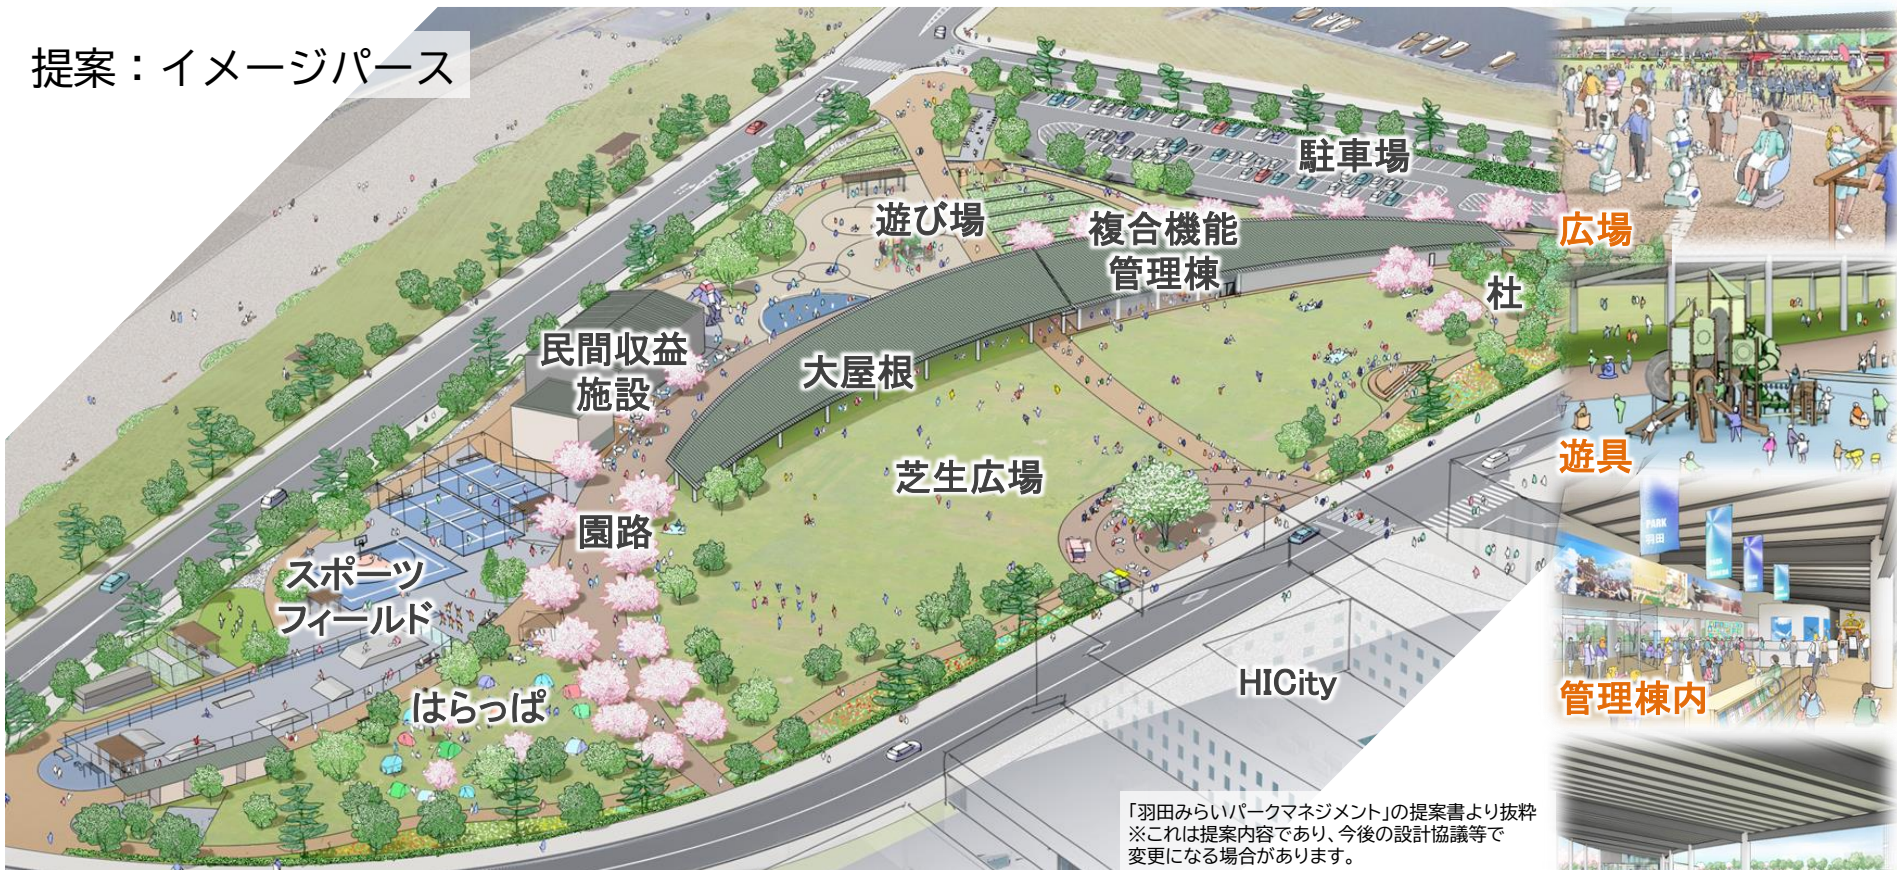 提案：イメージパース
駐車場
遊び場
複合機能
管理棟
杜
民間収益
施設
大屋根
芝生広場
園路
スポーツ
フィールド
はらっぱ
HICity
広場
遊具
PARK
羽田
管理棟内
「羽田みらいパークマネジメント」の提案書より抜粋
※これは提案内容であり、今後の設計協議等で
変更になる場合があります。